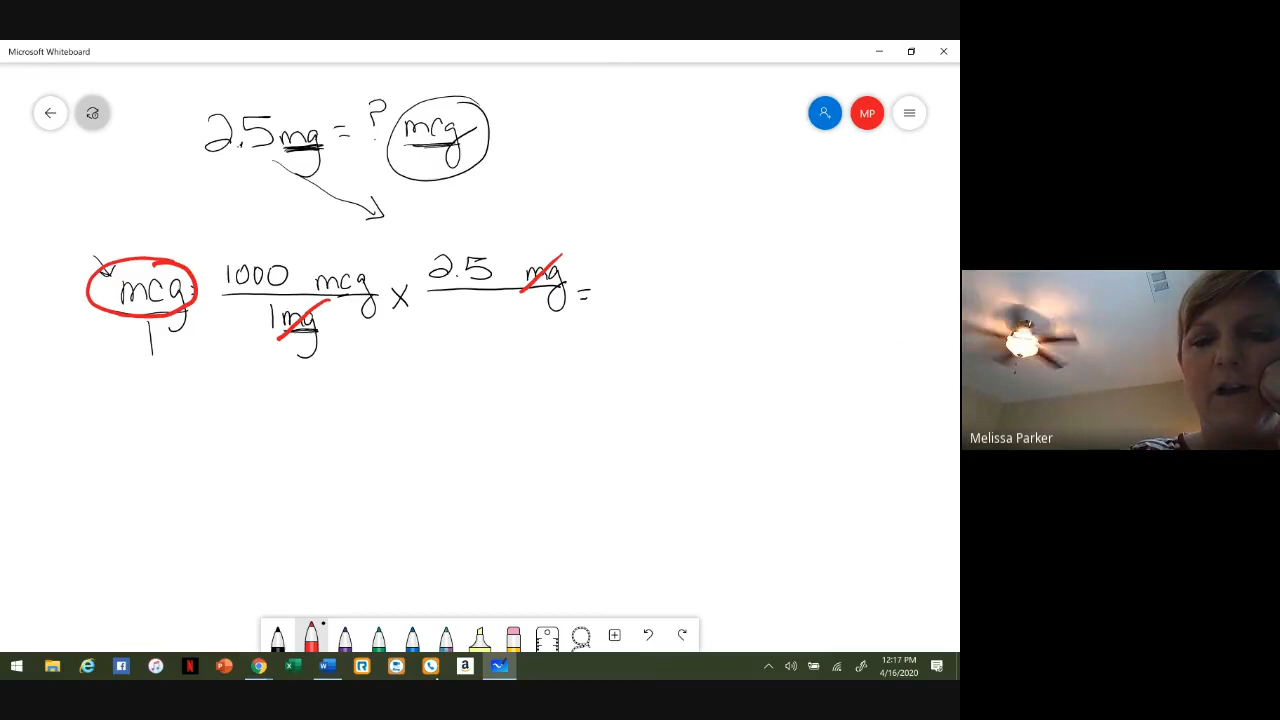 Microsoft Whiteboard
2.5 mg = ? mcg
MP
mcg = 1000 mcg x 2.5 mg =
1 1 mg
Melissa Parker
12:17 PM
4/16/2020